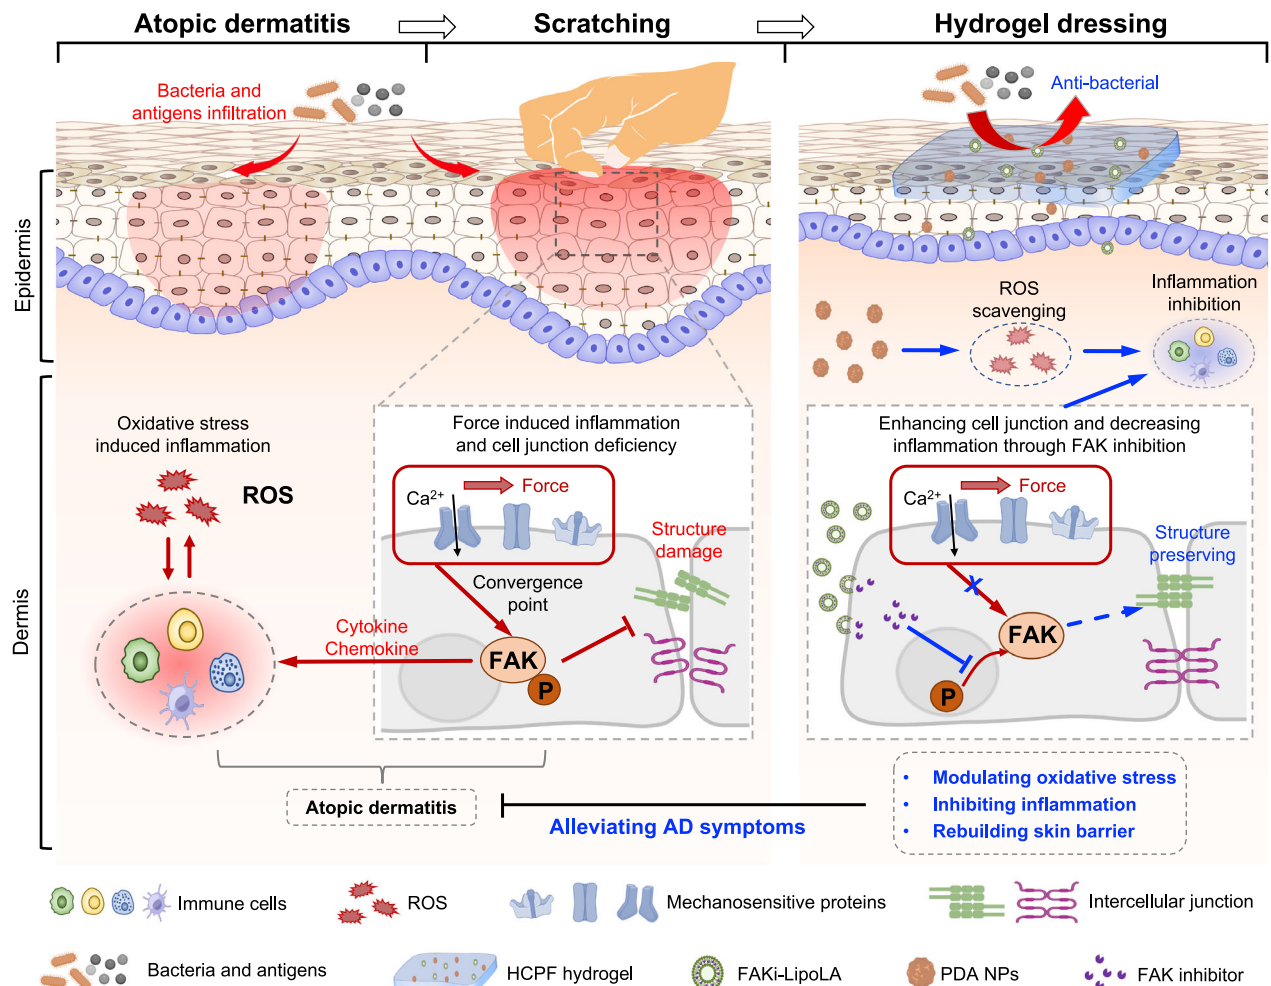 Atopic dermatitis
Scratching
Hydrogel dressing
Bacteria and
antigens infiltration
Anti-bacterial
Epidermis
ROS
scavenging
Inflammation
inhibition
Dermis
Oxidative stress
induced inflammation
ROS
Force induced inflammation
and cell junction deficiency
Ca²⁺
Force
Structure
damage
Convergence
point
Cytokine
Chemokine
FAK
P
Enhancing cell junction and decreasing
inflammation through FAK inhibition
Ca²⁺
Force
Structure
preserving
X
FAK
P
Atopic dermatitis
Alleviating AD symptoms
• Modulating oxidative stress
• Inhibiting inflammation
• Rebuilding skin barrier
Immune cells
ROS
Mechanosensitive proteins
Intercellular junction
Bacteria and antigens
HCPF hydrogel
FAKi-LipoLA
PDA NPs
FAK inhibitor